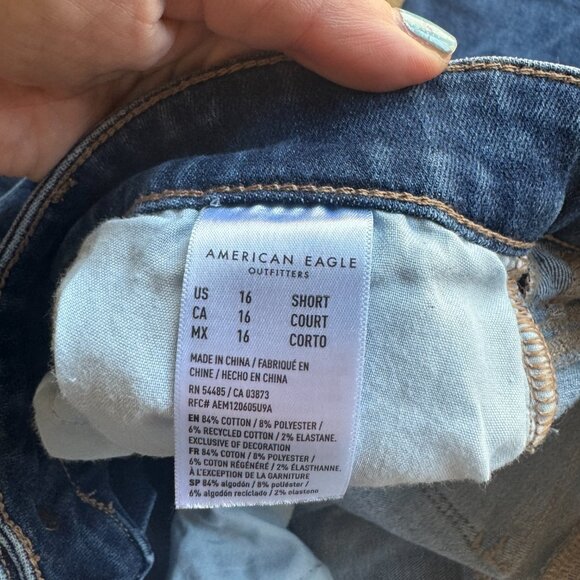 AMERICAN EAGLE
OUTFITTERS
US 16 SHORT
CA 16 COURT
MX 16 CORTO
MADE IN CHINA / FABRIQUÉ EN
CHINE / HECHO EN CHINA
RN 54485 / CA 03873
RFC# AEM120605U9A
EN 84% COTTON / 8% POLYESTER /
6% RECYCLED COTTON / 2% ELASTANE.
EXCLUSIVE OF DECORATION
FR 84% COTON / 8% POLYESTER /
6% COTON RÉGÉNÉRÉ / 2% ÉLASTHANNE.
À L'EXCEPTION DE LA GARNITURE
SP 84% algodón / 8% poliéster /
6% algodón reciclado / 2% elastano